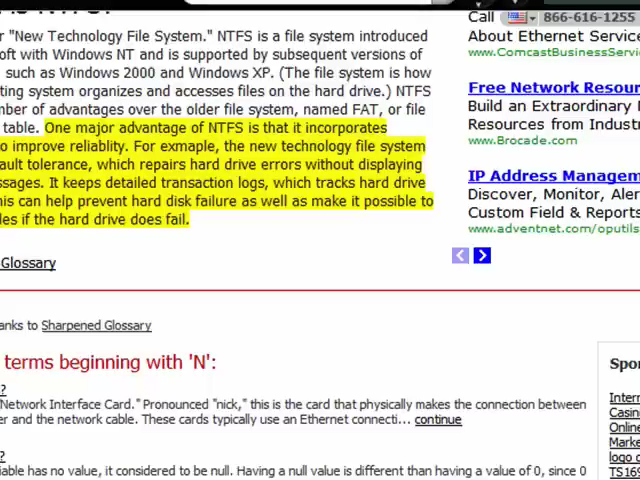 r "New Technology File System." NTFS is a file system introduced
oft with Windows NT and is supported by subsequent versions of
, such as Windows 2000 and Windows XP. (The file system is how
ting system organizes and accesses files on the hard drive.) NTFS
mber of advantages over the older file system, named FAT, or file
table. One major advantage of NTFS is that it incorporates
o improve reliablity. For exmaple, the new technology file system
ault tolerance, which repairs hard drive errors without displaying
ssages. It keeps detailed transaction logs, which tracks hard drive
his can help prevent hard disk failure as well as make it possible to
les if the hard drive does fail.
Glossary
Call 866-616-1255
About Ethernet Service
www.ComcastBusinessServic
Free Network Resour
Build an Extraordinary
Resources from Indust
www.Brocade.com
IP Address Managem
Discover, Monitor, Aler
Custom Field & Reports
www.adventnet.com/oputils
anks to Sharpened Glossary
terms beginning with 'N':
?
"Network Interface Card." Pronounced "nick," this is the card that physically makes the connection between
er and the network cable. These cards typically use an Ethernet connecti... continue
?
iable has no value, it considered to be null. Having a null value is different than having a value of 0, since 0
Spo
Intern
Casin
Online
Marke
logo
TS169